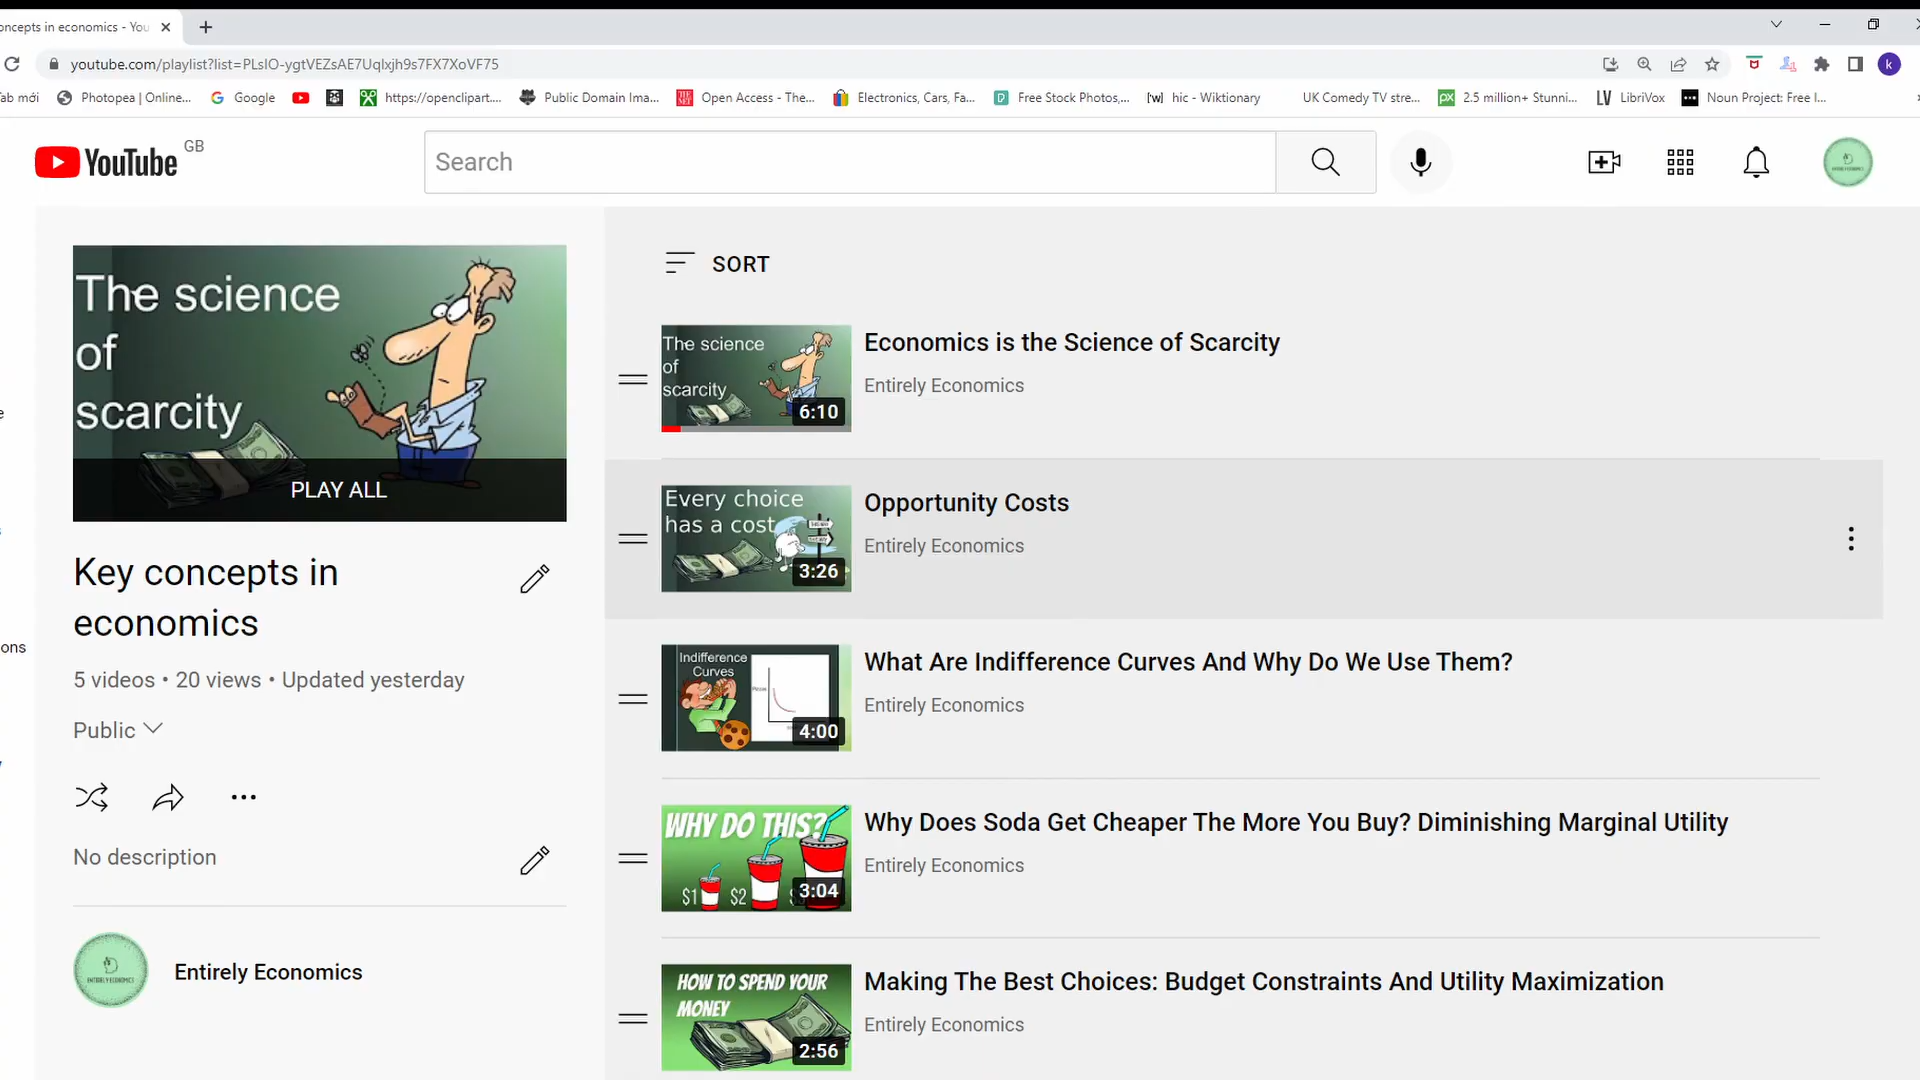 oncepts in economics - You
youtube.com/playlist?list=PLsIO-ygtVEZsAE7Uqlxjh9s7FX7XoVF75
k
ab mới
Photopea | Online...
Google
https://openclipart....
Public Domain Ima...
Open Access - The...
Electronics, Cars, Fa...
Free Stock Photos,...
['w]
hic - Wiktionary
UK Comedy TV stre...
px
2.5 million+ Stunni...
LV
LibriVox
Noun Project: Free I...
YouTube GB
Search
The science
of
scarcity
PLAY ALL
Key concepts in
economics
5 videos • 20 views • Updated yesterday
Public
No description
Entirely Economics
ons
SORT
The science
of
scarcity
6:10
Economics is the Science of Scarcity
Entirely Economics
Every choice
has a cost
3:26
Opportunity Costs
Entirely Economics
Indifference
Curves
4:00
What Are Indifference Curves And Why Do We Use Them?
Entirely Economics
WHY DO THIS?
$1 $2
3:04
Why Does Soda Get Cheaper The More You Buy? Diminishing Marginal Utility
Entirely Economics
HOW TO SPEND YOUR
MONEY
2:56
Making The Best Choices: Budget Constraints And Utility Maximization
Entirely Economics